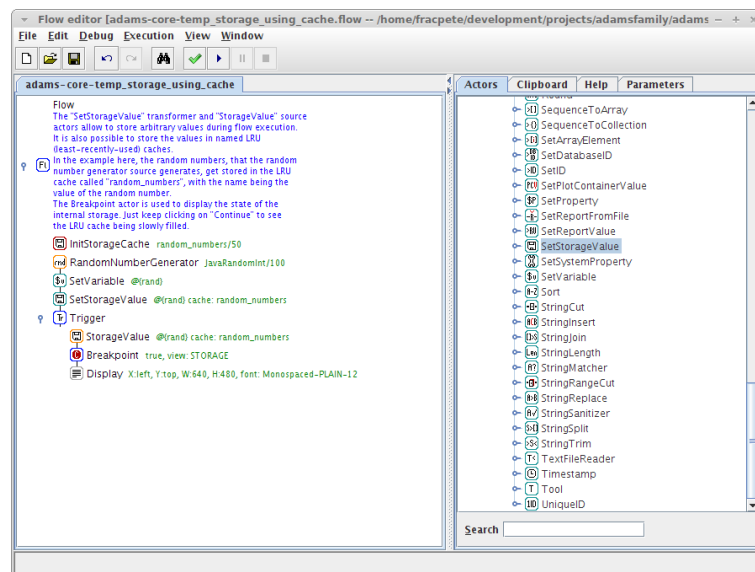 Flow editor [adams-core-temp_storage_using_cache.flow -- /home/fracpete/development/projects/adamsfamily/adams
File Edit Debug Execution View Window
adams-core-temp_storage_using_cache
Flow
The "SetStorageValue" transformer and "StorageValue" source
actors allow to store arbitrary values during flow execution.
It is also possible to store the values in named LRU
(least-recently-used) caches.
In the example here, the random numbers, that the random
number generator source generates, get stored in the LRU
cache called "random_numbers", with the name being the
value of the random number.
The Breakpoint actor is used to display the state of the
internal storage. Just keep clicking on "Continue" to see
the LRU cache being slowly filled.
InitStorageCache random_numbers/50
RandomNumberGenerator JavaRandomInt/100
SetVariable @{rand}
SetStorageValue @{rand} cache: random_numbers
Trigger
StorageValue @{rand} cache: random_numbers
Breakpoint true, view: STORAGE
Display X:left, Y:top, W:640, H:480, font: Monospaced-PLAIN-12
Actors Clipboard Help Parameters
SequenceToArray
SequenceToCollection
SetArrayElement
SetDatabaseID
SetID
SetPlotContainerValue
SetProperty
SetReportFromFile
SetReportValue
SetStorageValue
SetSystemProperty
SetVariable
Sort
StringCut
StringInsert
StringJoin
StringLength
StringMatcher
StringRangeCut
StringReplace
StringSanitizer
StringSplit
StringTrim
TextFileReader
Timestamp
Tool
UniqueID
Search